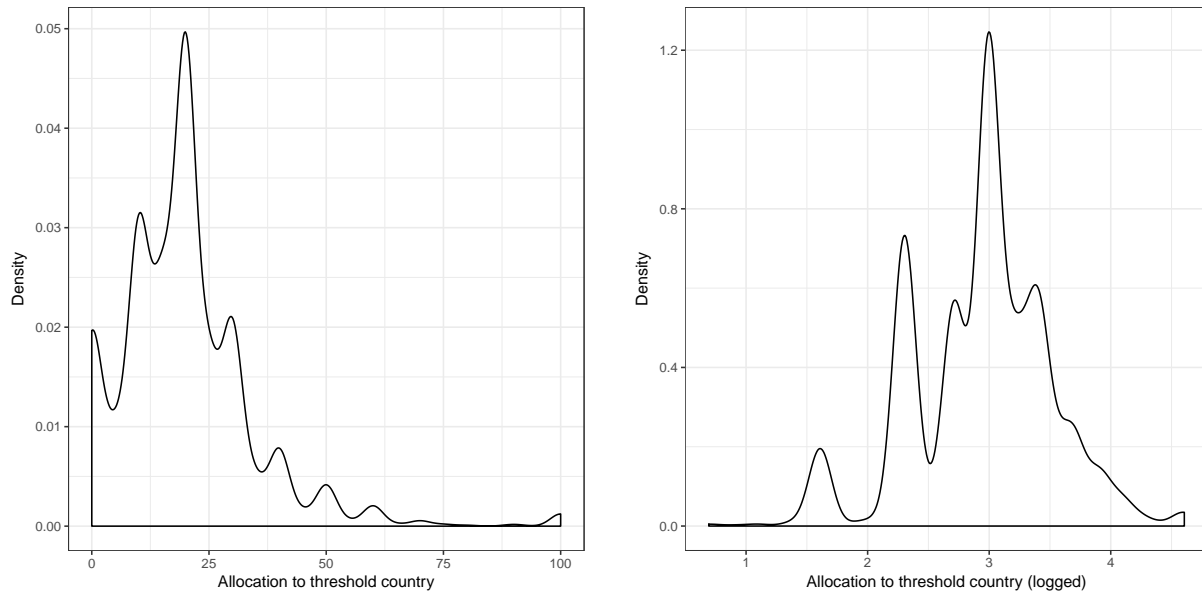 0.05
0.04
0.03
0.02
0.01
0.00
Density
0 25 50 75 100
Allocation to threshold country
1.2
0.8
0.4
0.0
Density
1 2 3 4
Allocation to threshold country (logged)